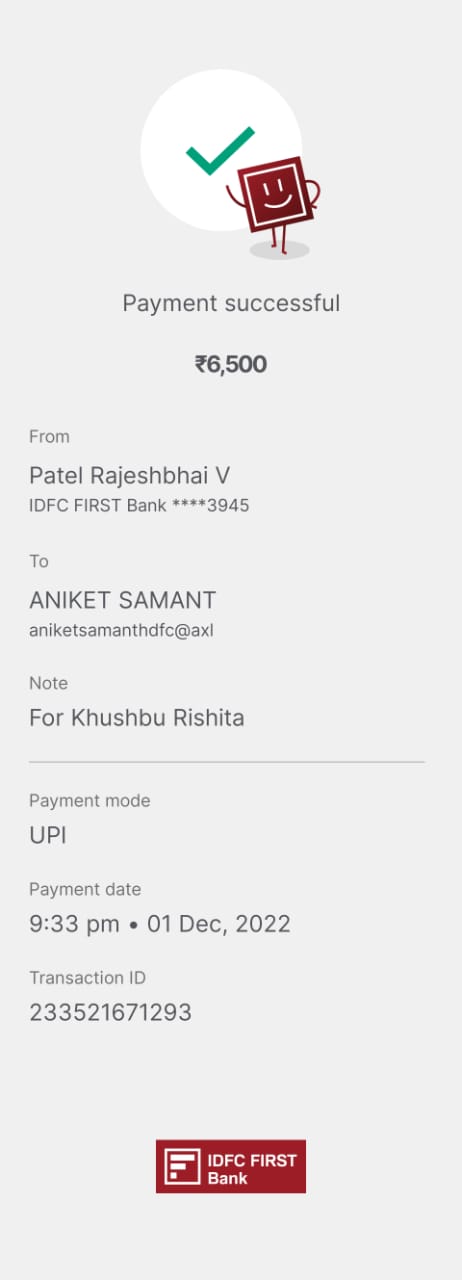 Payment successful
₹6,500
From
Patel Rajeshbhai V
IDFC FIRST Bank ****3945
To
ANIKET SAMANT
aniketsamanthdfc@axl
Note
For Khushbu Rishita
Payment mode
UPI
Payment date
9:33 pm • 01 Dec, 2022
Transaction ID
233521671293
IDFC FIRST
Bank